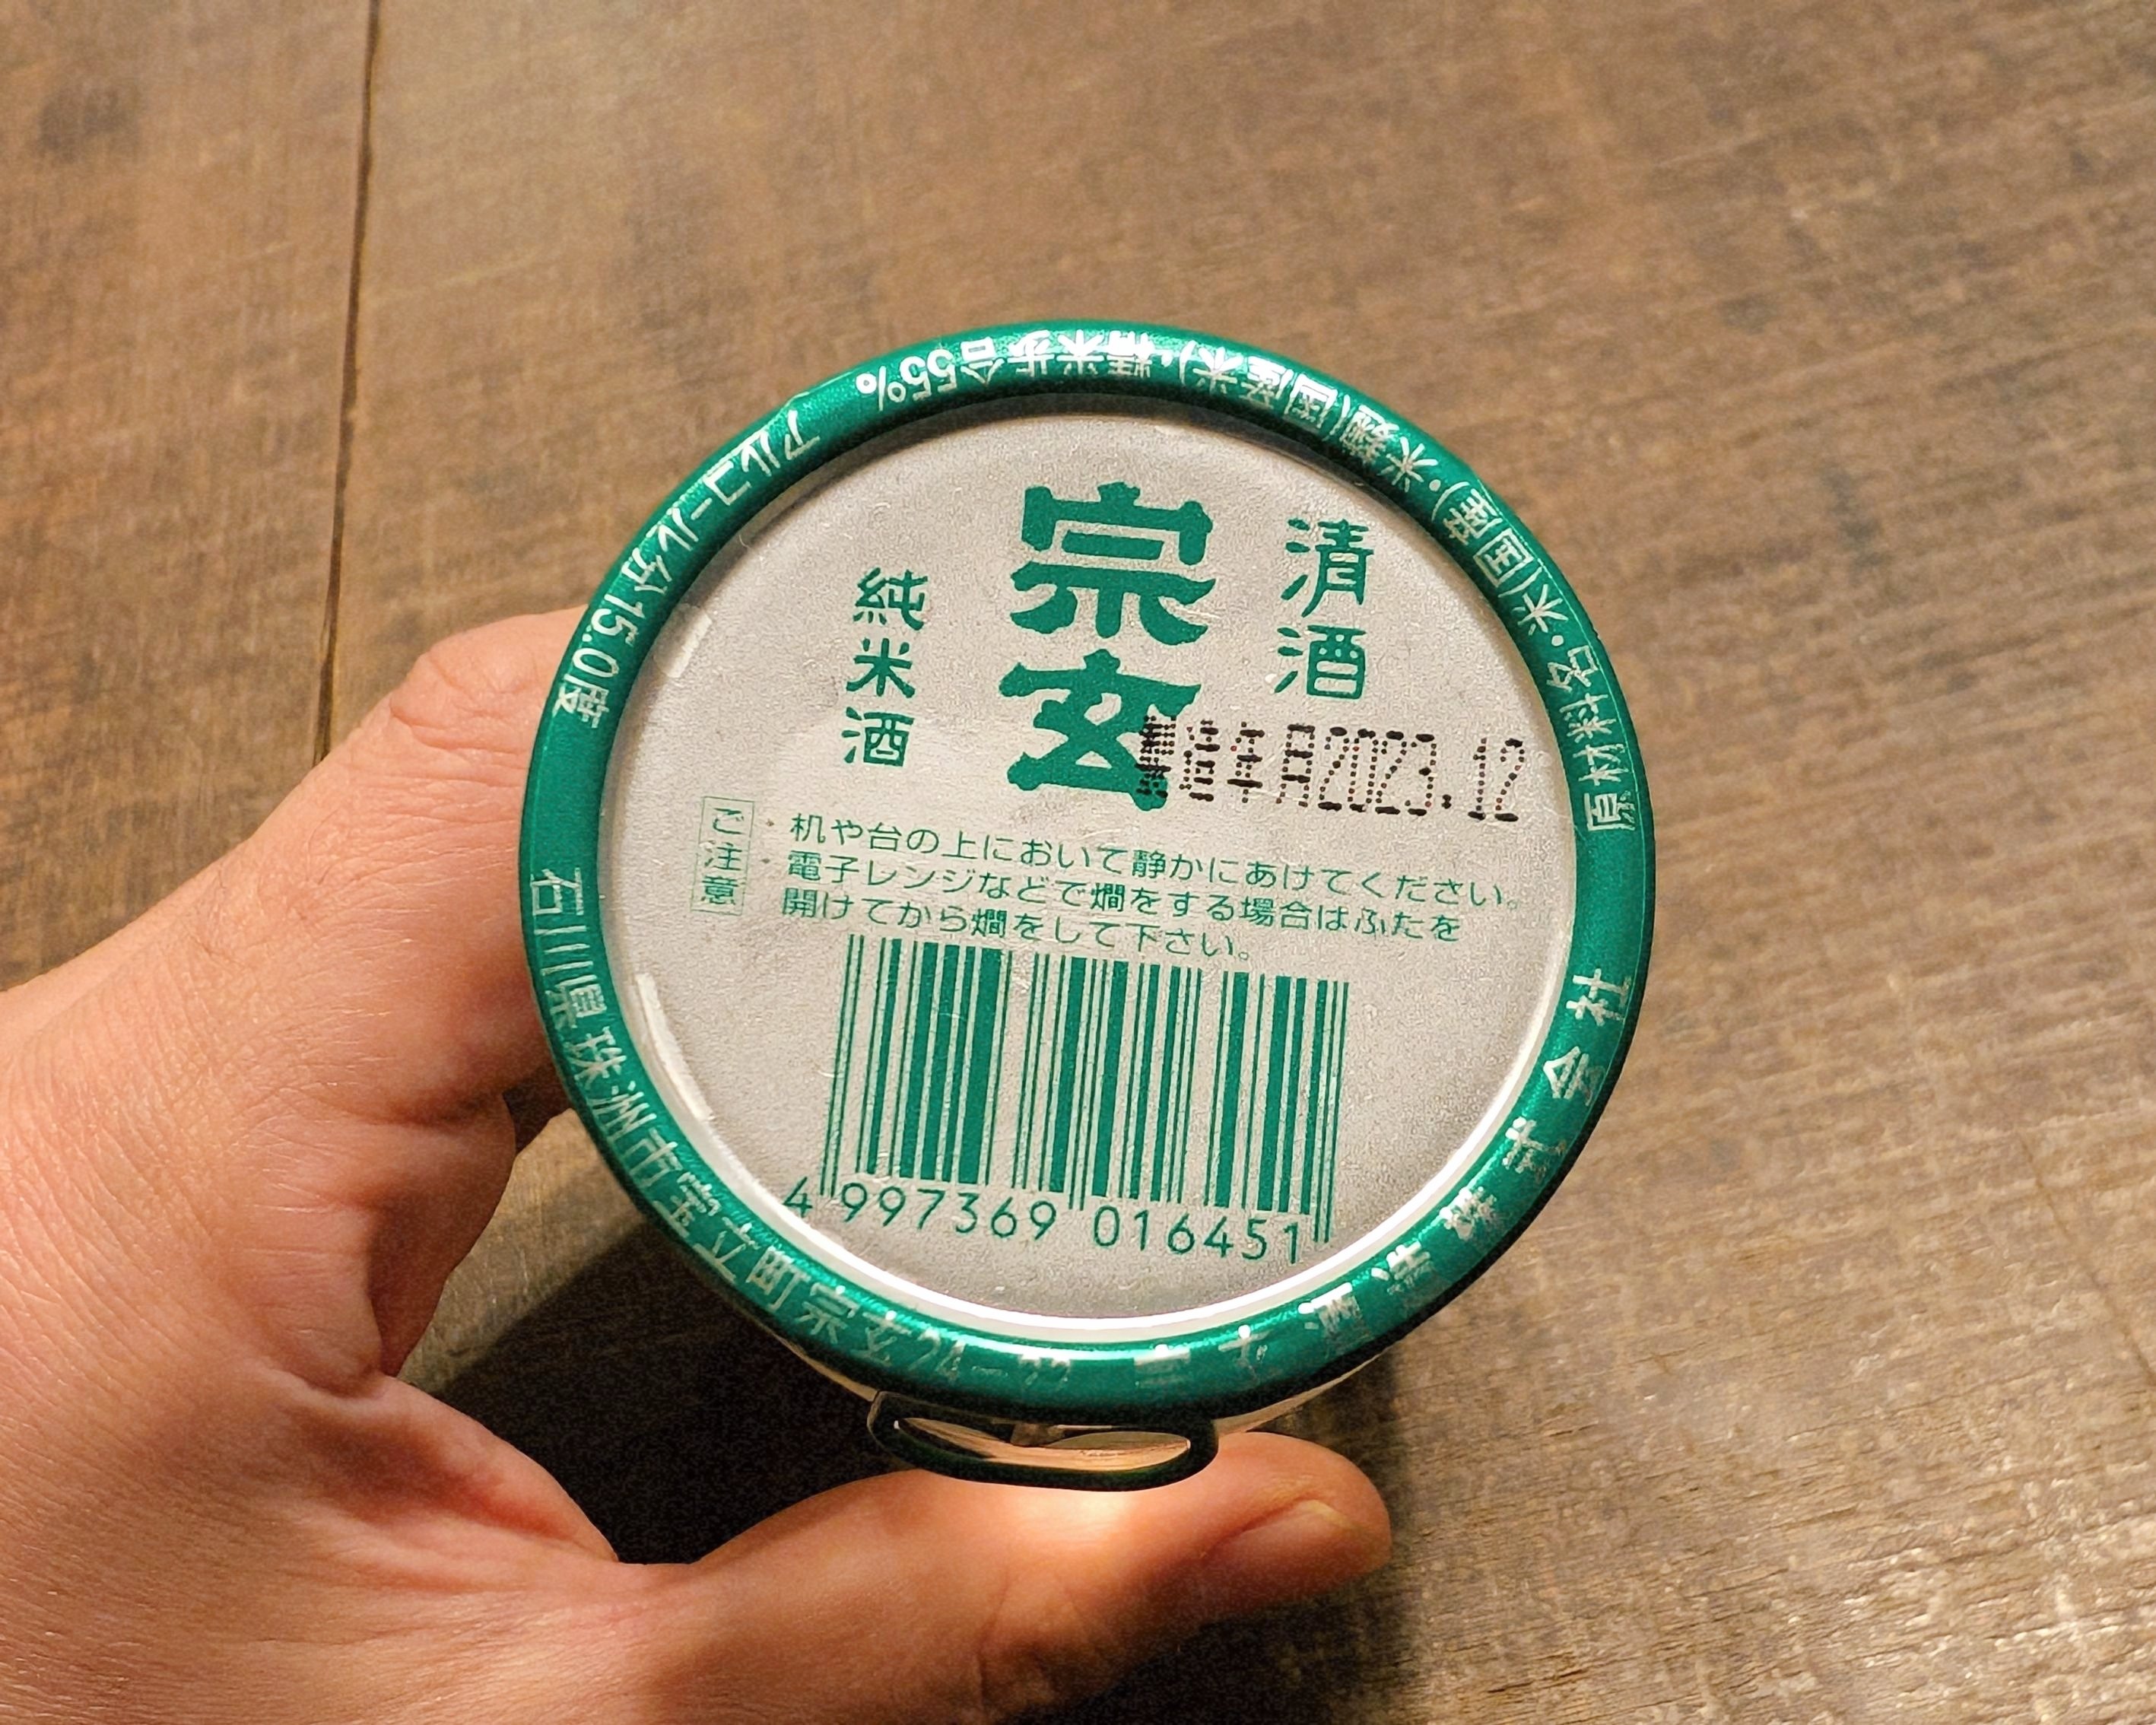 清酒
宗玄
純米酒
製造年月2023.12
ご注意
・机や台の上において静かにあけてください。
・電子レンジなどで燗をする場合はふたを
開けてから燗をして下さい。
4 997369 016451
原材料名・米(国産)・米麹(国産米)・精米歩合55%
アルコール分15.0度
石川県珠洲市宝立町宗玄24-22
宗玄酒造株式会社